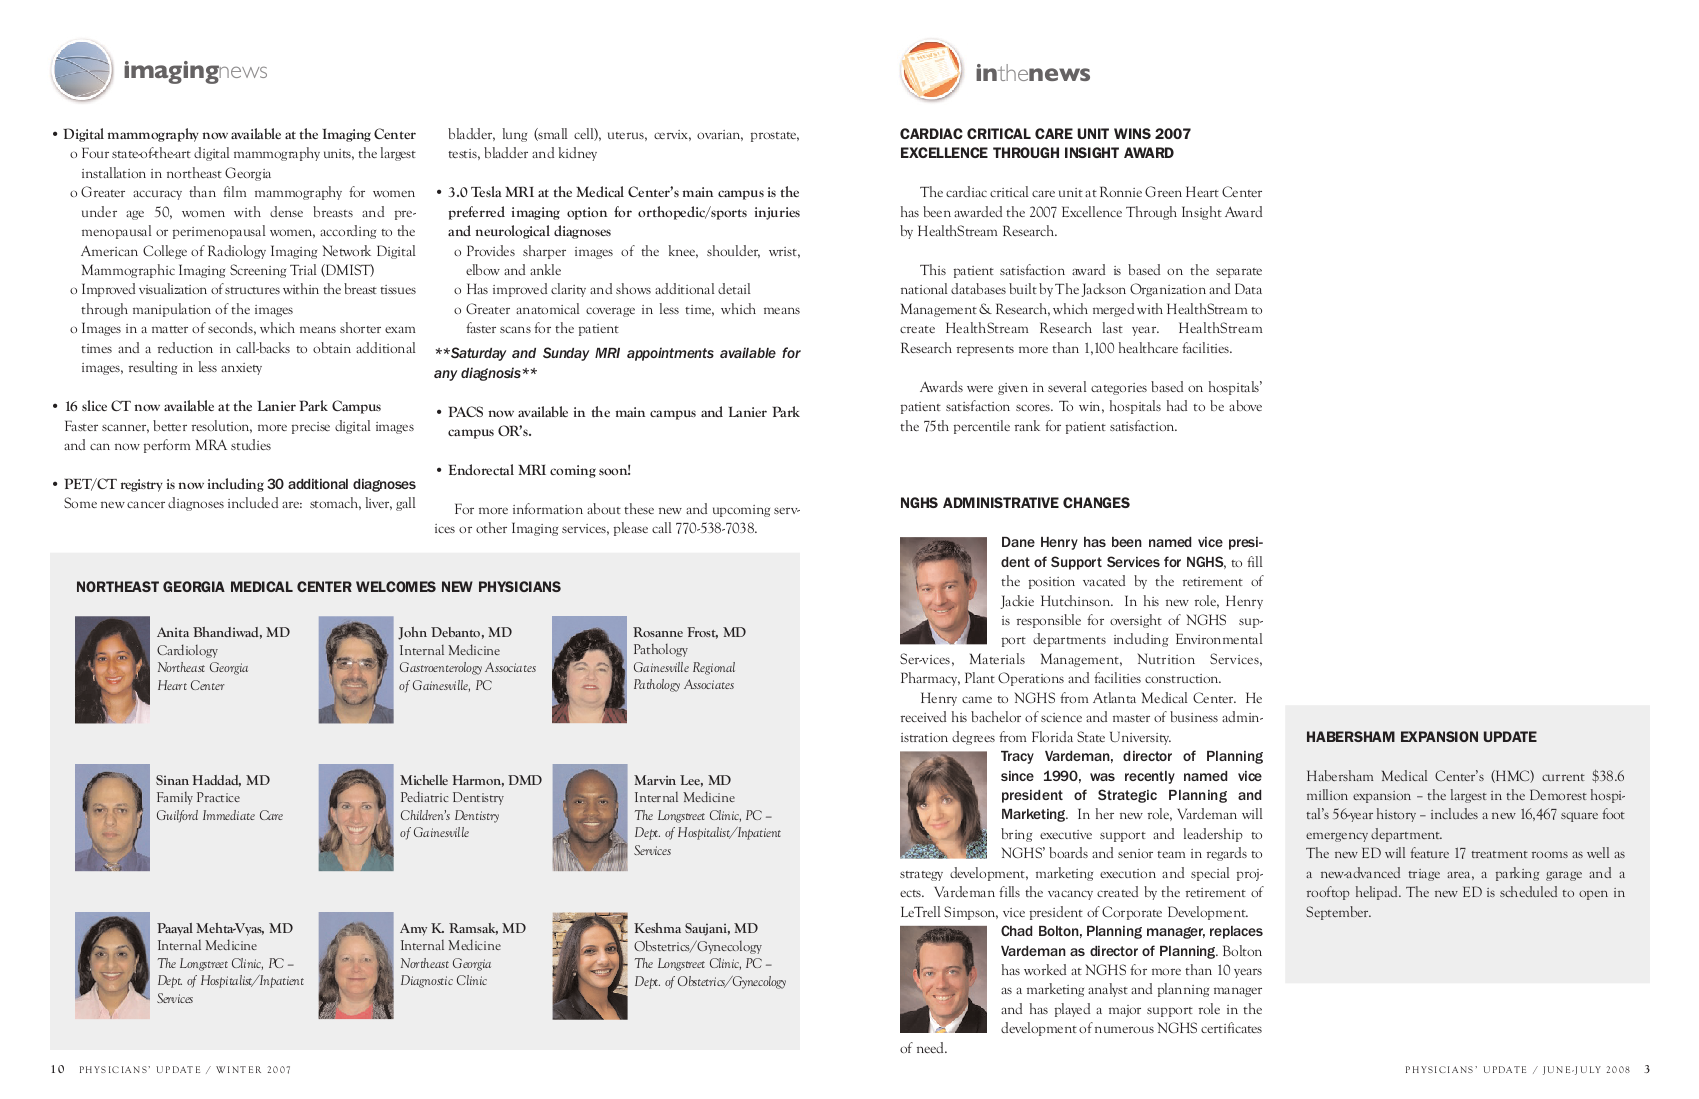 imagingnews
• Digital mammography now available at the Imaging Center
o Four state-of-the-art digital mammography units, the largest
installation in northeast Georgia
o Greater accuracy than film mammography for women
under age 50, women with dense breasts and pre-
menopausal or perimenopausal women, according to the
American College of Radiology Imaging Network Digital
Mammographic Imaging Screening Trial (DMIST)
o Improved visualization of structures within the breast tissues
through manipulation of the images
o Images in a matter of seconds, which means shorter exam
times and a reduction in call-backs to obtain additional
images, resulting in less anxiety
• 16 slice CT now available at the Lanier Park Campus
Faster scanner, better resolution, more precise digital images
and can now perform MRA studies
• PET/CT registry is now including 30 additional diagnoses
Some new cancer diagnoses included are: stomach, liver, gall
bladder, lung (small cell), uterus, cervix, ovarian, prostate,
testis, bladder and kidney
• 3.0 Tesla MRI at the Medical Center's main campus is the
preferred imaging option for orthopedic/sports injuries
and neurological diagnoses
o Provides sharper images of the knee, shoulder, wrist,
elbow and ankle
o Has improved clarity and shows additional detail
o Greater anatomical coverage in less time, which means
faster scans for the patient
**Saturday and Sunday MRI appointments available for
any diagnosis**
• PACS now available in the main campus and Lanier Park
campus OR's.
• Endorectal MRI coming soon!
For more information about these new and upcoming serv-
ices or other Imaging services, please call 770-538-7038.
NORTHEAST GEORGIA MEDICAL CENTER WELCOMES NEW PHYSICIANS
Anita Bhandiwad, MD
Cardiology
Northeast Georgia
Heart Center
John Debanto, MD
Internal Medicine
Gastroenterology Associates
of Gainesville, PC
Rosanne Frost, MD
Pathology
Gainesville Regional
Pathology Associates
Sinan Haddad, MD
Family Practice
Guilford Immediate Care
Michelle Harmon, DMD
Pediatric Dentistry
Children's Dentistry
of Gainesville
Marvin Lee, MD
Internal Medicine
The Longstreet Clinic, PC –
Dept. of Hospitalist/Inpatient
Services
Paayal Mehta-Vyas, MD
Internal Medicine
The Longstreet Clinic, PC –
Dept. of Hospitalist/Inpatient
Services
Amy K. Ramsak, MD
Internal Medicine
Northeast Georgia
Diagnostic Clinic
Keshma Saujani, MD
Obstetrics/Gynecology
The Longstreet Clinic, PC –
Dept. of Obstetrics/Gynecology
10 PHYSICIANS' UPDATE / WINTER 2007
inthenews
CARDIAC CRITICAL CARE UNIT WINS 2007
EXCELLENCE THROUGH INSIGHT AWARD
The cardiac critical care unit at Ronnie Green Heart Center
has been awarded the 2007 Excellence Through Insight Award
by HealthStream Research.
This patient satisfaction award is based on the separate
national databases built by The Jackson Organization and Data
Management & Research, which merged with HealthStream to
create HealthStream Research last year. HealthStream
Research represents more than 1,100 healthcare facilities.
Awards were given in several categories based on hospitals'
patient satisfaction scores. To win, hospitals had to be above
the 75th percentile rank for patient satisfaction.
NGHS ADMINISTRATIVE CHANGES
Dane Henry has been named vice presi-
dent of Support Services for NGHS, to fill
the position vacated by the retirement of
Jackie Hutchinson. In his new role, Henry
is responsible for oversight of NGHS sup-
port departments including Environmental
Ser-vices, Materials Management, Nutrition Services,
Pharmacy, Plant Operations and facilities construction.
Henry came to NGHS from Atlanta Medical Center. He
received his bachelor of science and master of business admin-
istration degrees from Florida State University.
Tracy Vardeman, director of Planning
since 1990, was recently named vice
president of Strategic Planning and
Marketing. In her new role, Vardeman will
bring executive support and leadership to
NGHS' boards and senior team in regards to
strategy development, marketing execution and special proj-
ects. Vardeman fills the vacancy created by the retirement of
LeTrell Simpson, vice president of Corporate Development.
Chad Bolton, Planning manager, replaces
Vardeman as director of Planning. Bolton
has worked at NGHS for more than 10 years
as a marketing analyst and planning manager
and has played a major support role in the
development of numerous NGHS certificates
of need.
HABERSHAM EXPANSION UPDATE
Habersham Medical Center's (HMC) current $38.6
million expansion – the largest in the Demorest hospi-
tal's 56-year history – includes a new 16,467 square foot
emergency department.
The new ED will feature 17 treatment rooms as well as
a new-advanced triage area, a parking garage and a
rooftop helipad. The new ED is scheduled to open in
September.
PHYSICIANS' UPDATE / JUNE-JULY 2008 3